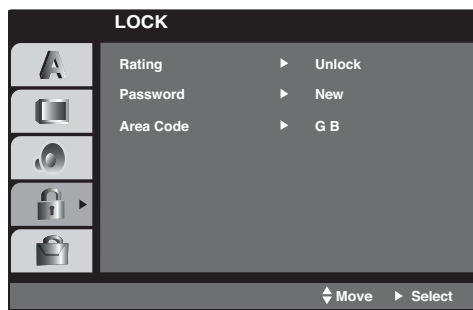 LOCK
Rating Unlock
Password New
Area Code G B
Move Select